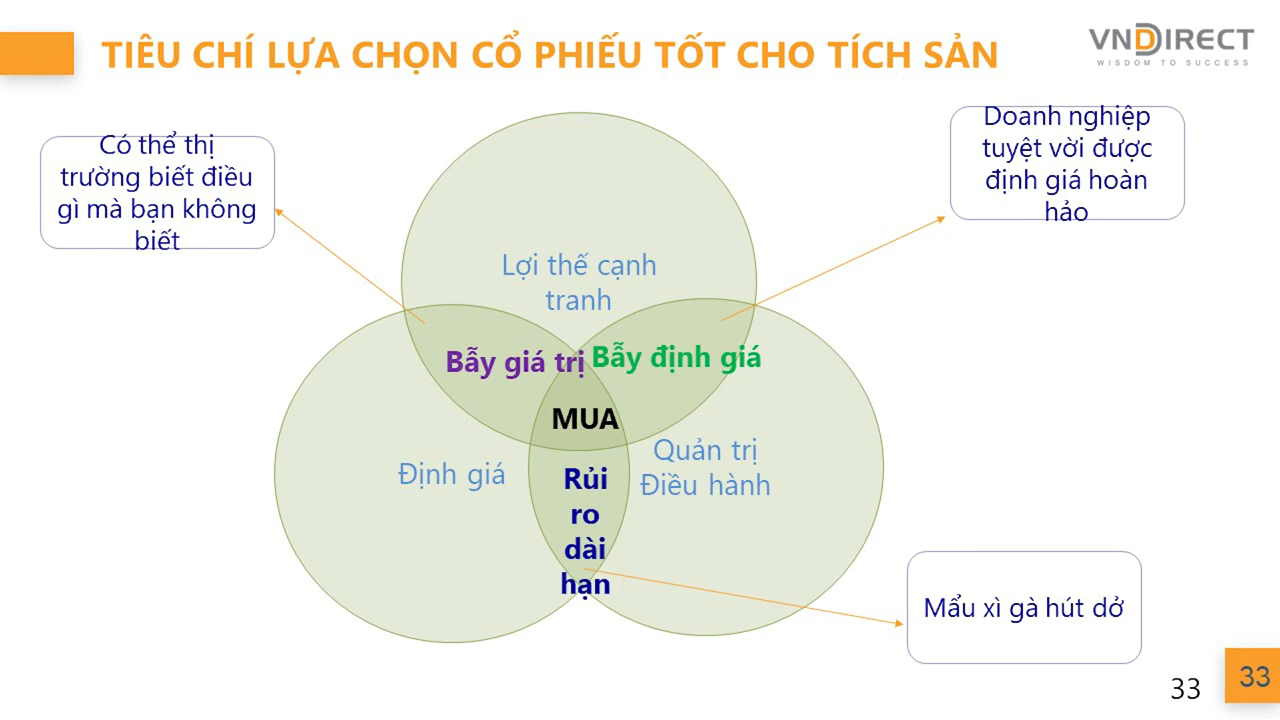 TIÊU CHÍ LỰA CHỌN CỔ PHIẾU TỐT CHO TÍCH SẢN
VNDIRECT
WISDOM TO SUCCESS
Có thể thị
trường biết điều
gì mà bạn không
biết
Doanh nghiệp
tuyệt vời được
định giá hoàn
hảo
Lợi thế cạnh
tranh
Bẫy giá trị
Bẫy định giá
MUA
Định giá
Quản trị
Điều hành
Rủi
ro
dài
hạn
Mẩu xì gà hút dở
33
33